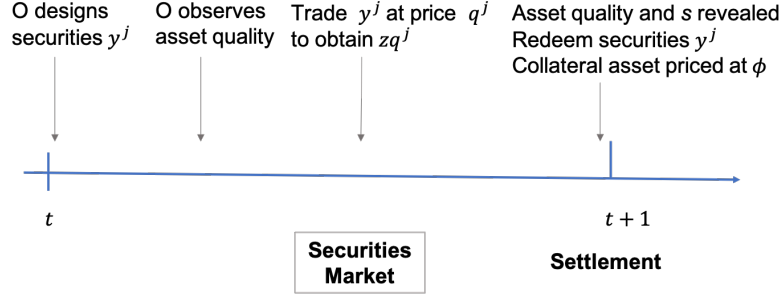 O designs
securities y^j
O observes
asset quality
Trade y^j at price q^j
to obtain zq^j
Asset quality and s revealed
Redeem securities y^j
Collateral asset priced at ϕ
t
t + 1
Securities
Market
Settlement